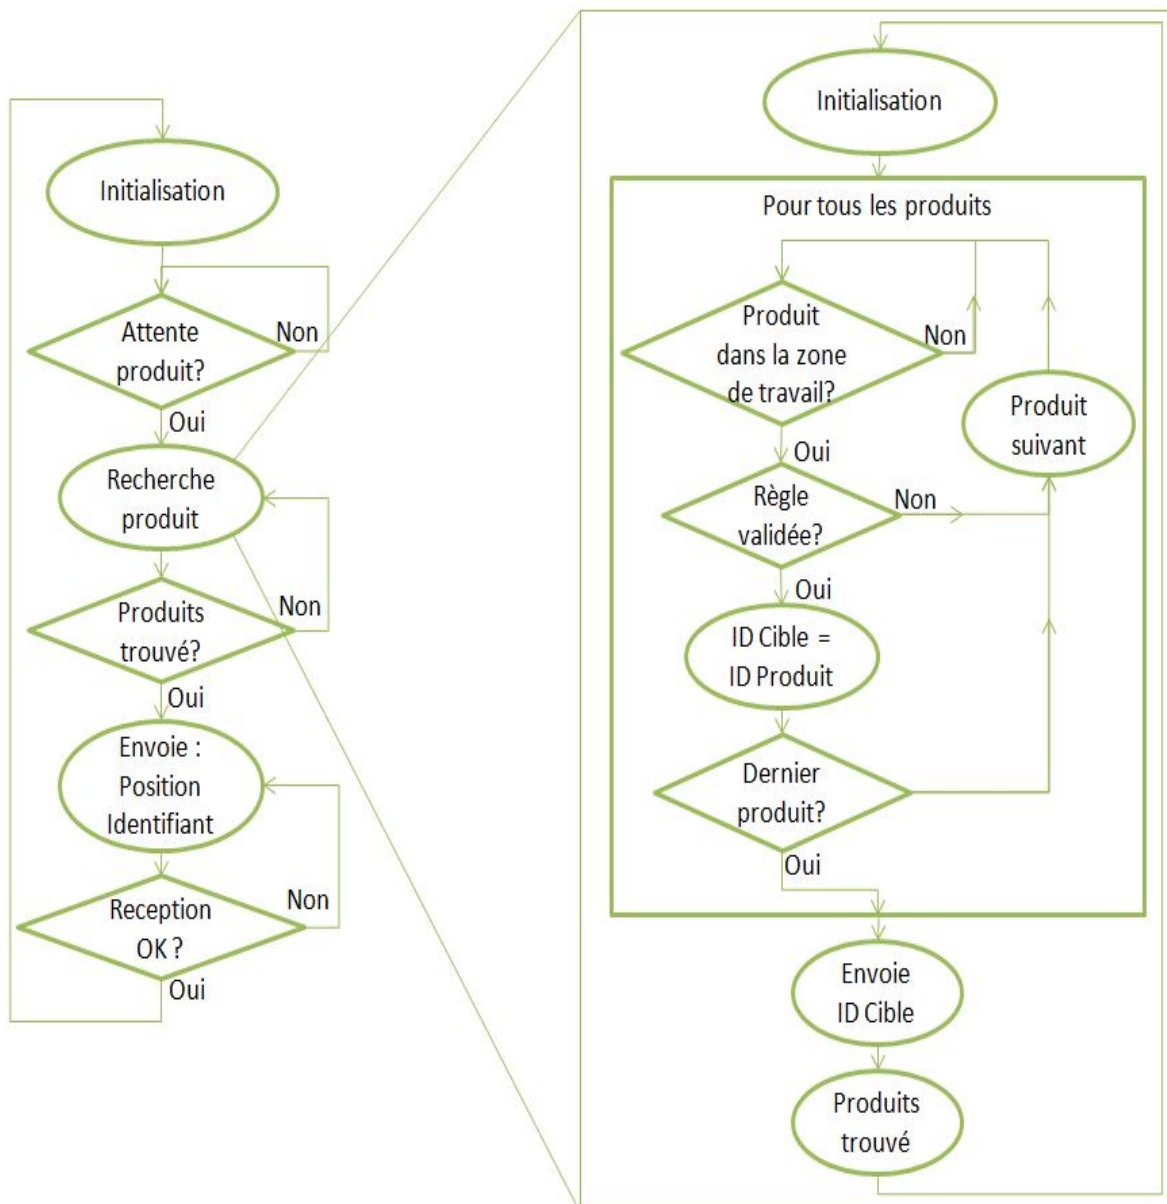 Initialisation
Attente
produit?
Non
Oui
Recherche
produit
Produits
trouvé?
Non
Oui
Envoie :
Position
Identifiant
Reception
OK ?
Non
Oui
Initialisation
Pour tous les produits
Produit
dans la zone
de travail?
Non
Oui
Produit
suivant
Règle
validée?
Non
Oui
ID Cible =
ID Produit
Dernier
produit?
Oui
Envoie
ID Cible
Produits
trouvé